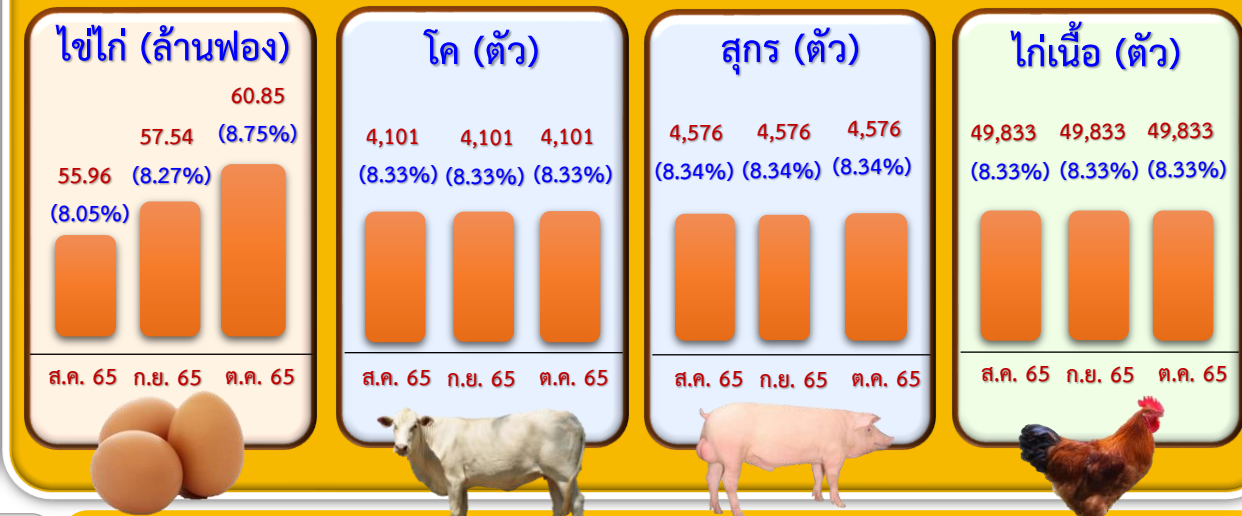 ไข่ไก่ (ล้านฟอง)
60.85
57.54 (8.75%)
55.96 (8.27%)
(8.05%)
ส.ค. 65 ก.ย. 65 ต.ค. 65
โค (ตัว)
4,101 4,101 4,101
(8.33%) (8.33%) (8.33%)
ส.ค. 65 ก.ย. 65 ต.ค. 65
สุกร (ตัว)
4,576 4,576 4,576
(8.34%) (8.34%) (8.34%)
ส.ค. 65 ก.ย. 65 ต.ค. 65
ไก่เนื้อ (ตัว)
49,833 49,833 49,833
(8.33%) (8.33%) (8.33%)
ส.ค. 65 ก.ย. 65 ต.ค. 65